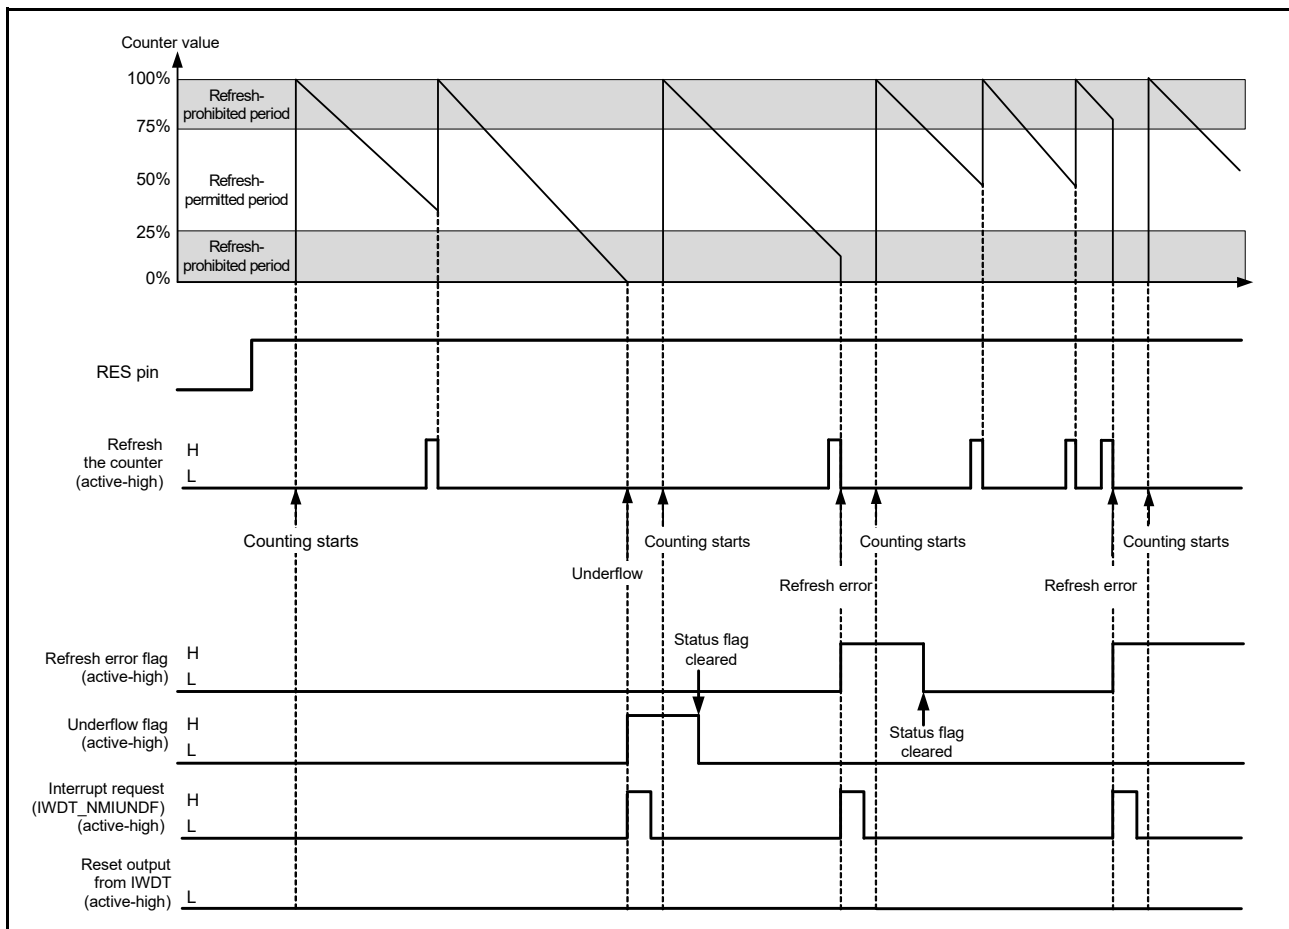 Counter value
100%
Refresh-
prohibited period
75%
50%
Refresh-
permitted period
25%
Refresh-
prohibited period
0%
RES pin
Refresh
the counter
(active-high)
H
L
Counting starts
Counting starts
Counting starts
Counting starts
Underflow
Refresh error
Refresh error
Status flag
cleared
Refresh error flag
(active-high)
H
L
Underflow flag
(active-high)
H
L
Status flag
cleared
Interrupt request
(IWDT_NMIUNDF)
(active-high)
H
L
Reset output
from IWDT
(active-high)
L